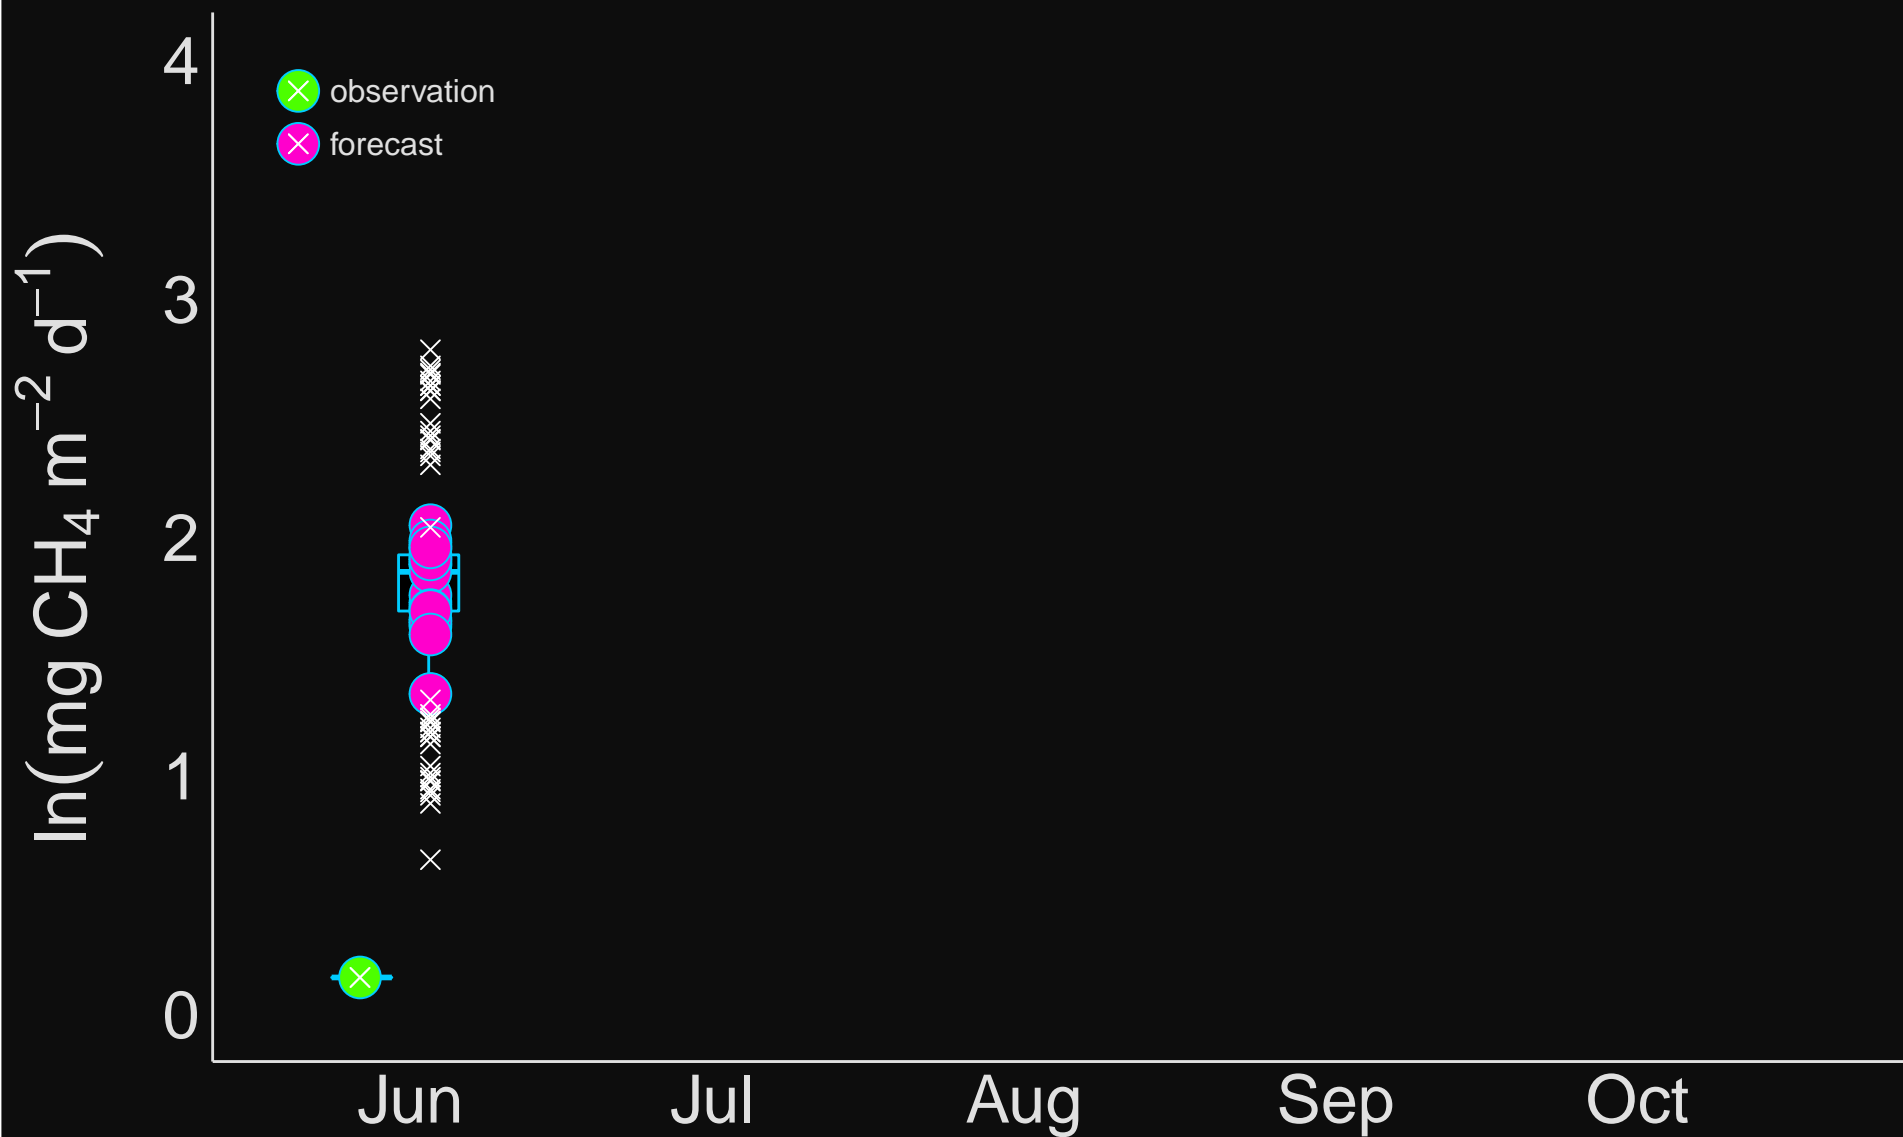 ln(mg CH₄ m⁻² d⁻¹)
4
3
2
1
0
observation
forecast
Jun Jul Aug Sep Oct